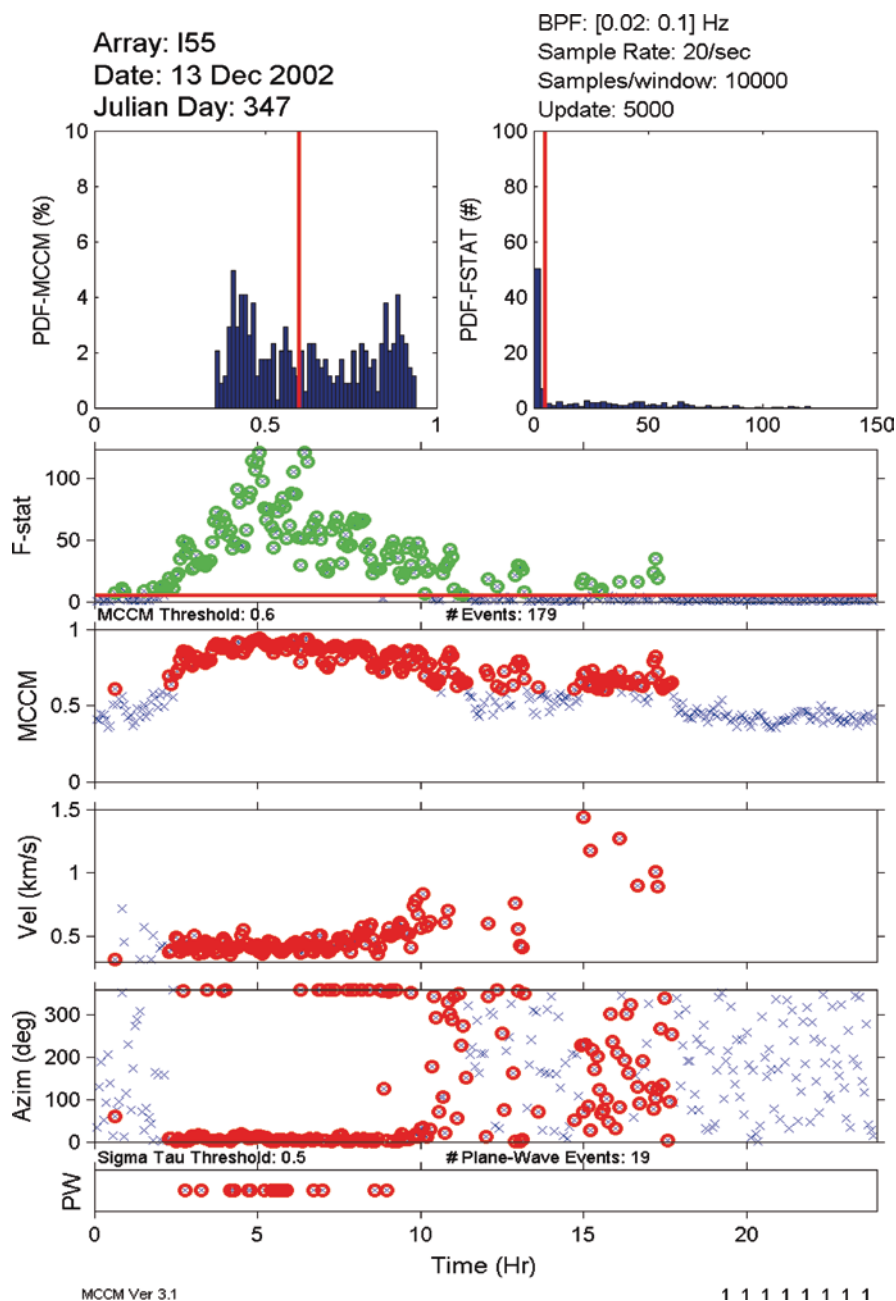 Array: I55
Date: 13 Dec 2002
Julian Day: 347
BPF: [0.02: 0.1] Hz
Sample Rate: 20/sec
Samples/window: 10000
Update: 5000
PDF-MCCM (%)
10
8
6
4
2
0
0.5
1
PDF-FSTAT (#)
100
80
60
40
20
0
0
50
100
150
F-stat
100
50
0
MCCM Threshold: 0.6
# Events: 179
MCCM
1
0.5
0
Vel (km/s)
1.5
1
0.5
Azim (deg)
300
200
100
0
Sigma Tau Threshold: 0.5
# Plane-Wave Events: 19
PW
0
5
10
15
20
Time (Hr)
MCCM Ver 3.1
1 1 1 1 1 1 1 1